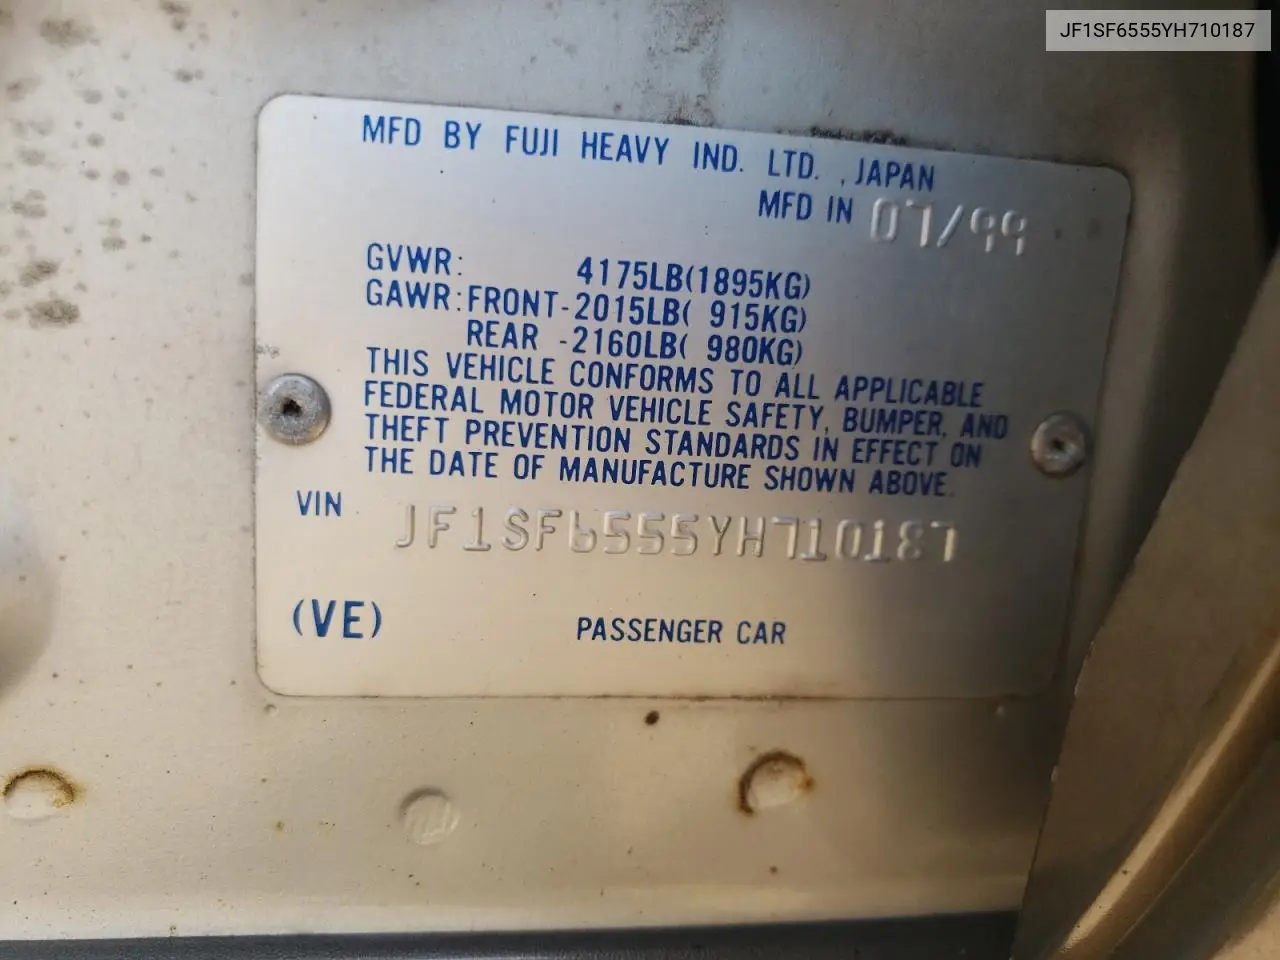 JF1SF6555YH710187
MFD BY FUJI HEAVY IND. LTD. , JAPAN
MFD IN 07/99
GVWR: 4175LB(1895KG)
GAWR:FRONT-2015LB( 915KG)
REAR -2160LB( 980KG)
THIS VEHICLE CONFORMS TO ALL APPLICABLE
FEDERAL MOTOR VEHICLE SAFETY, BUMPER, AND
THEFT PREVENTION STANDARDS IN EFFECT ON
THE DATE OF MANUFACTURE SHOWN ABOVE.
VIN JF1SF6555YH710187
(VE) PASSENGER CAR